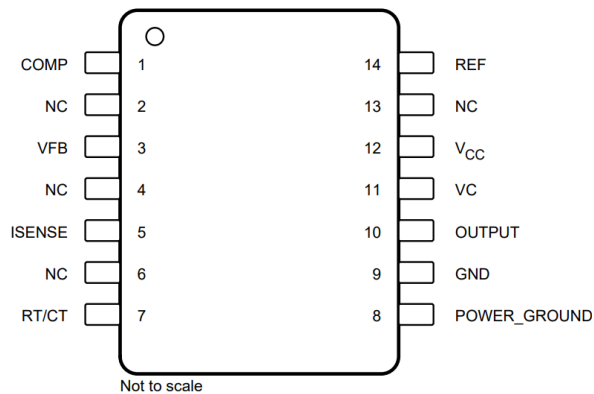 COMP 1 14 REF
NC 2 13 NC
VFB 3 12 VCC
NC 4 11 VC
ISENSE 5 10 OUTPUT
NC 6 9 GND
RT/CT 7 8 POWER_GROUND
Not to scale